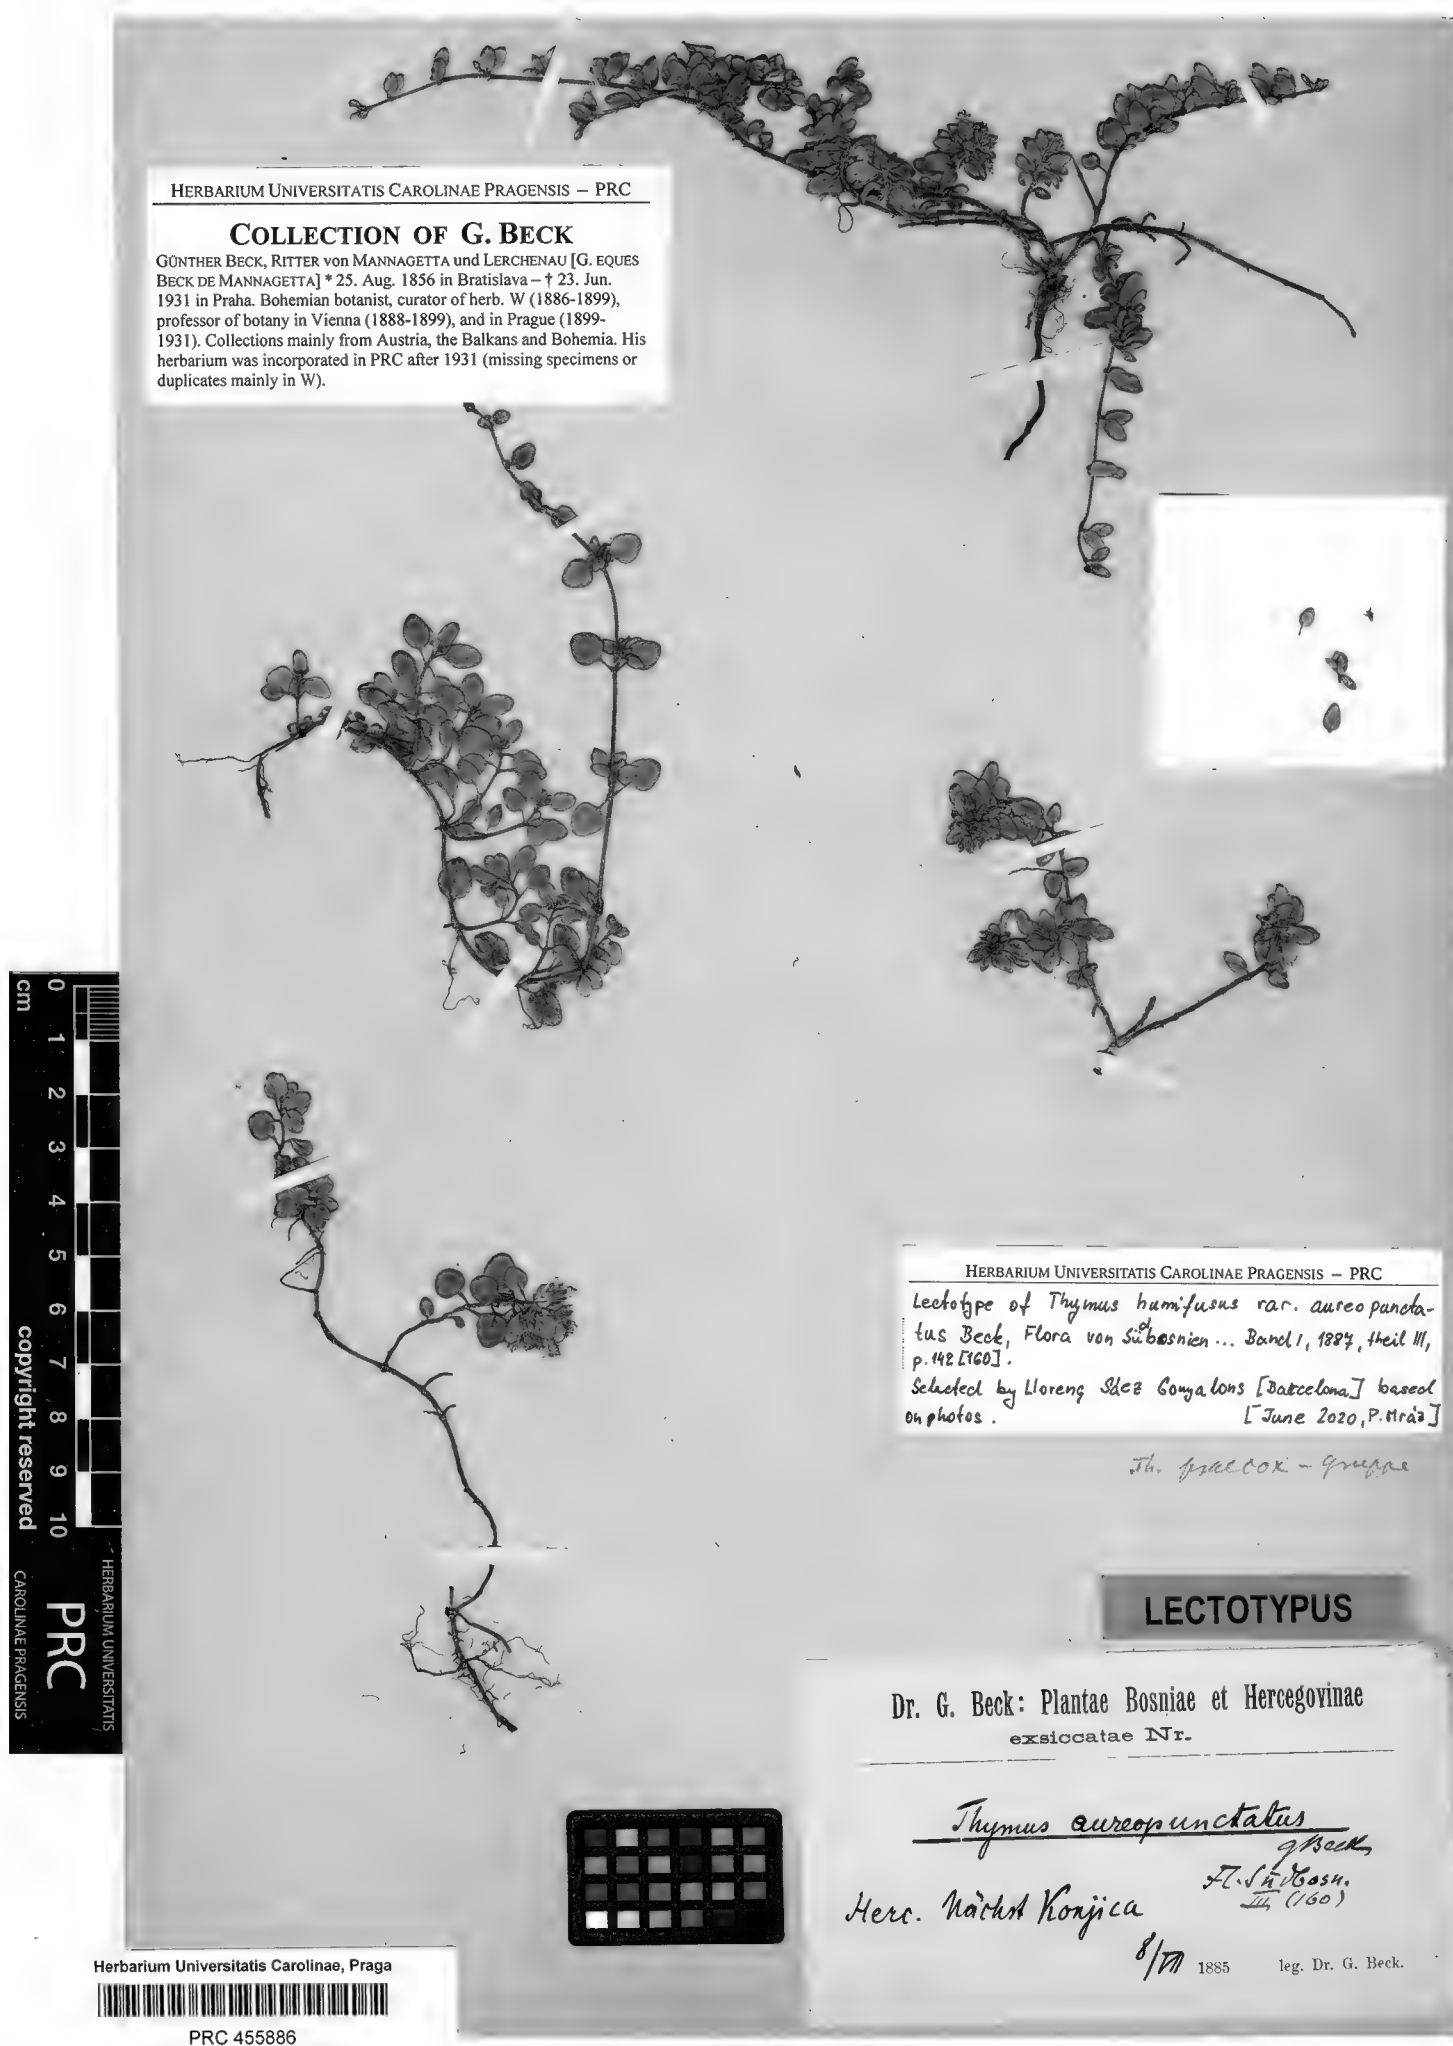 HERBARIUM UNIVERSITATIS CAROLINAE PRAGENSIS – PRC
COLLECTION OF G. BECK
GÜNTHER BECK, RITTER von MANNAGETTA und LERCHENAU [G. EQUES
BECK DE MANNAGETTA] * 25. Aug. 1856 in Bratislava – † 23. Jun.
1931 in Praha. Bohemian botanist, curator of herb. W (1886-1899),
professor of botany in Vienna (1888-1899), and in Prague (1899-
1931). Collections mainly from Austria, the Balkans and Bohemia. His
herbarium was incorporated in PRC after 1931 (missing specimens or
duplicates mainly in W).
cm 0 1 2 3 4 5 6 7 8 9 10
copyright reserved
PRC
HERBARIUM UNIVERSITATIS
CAROLINAE PRAGENSIS
HERBARIUM UNIVERSITATIS CAROLINAE PRAGENSIS – PRC
Lectotype of Thymus humifusus var. aureopuncta-
tus Beck, Flora von Südbosnien ... Band I, 1887, theil III,
p. 142 [160].
Selected by Llorenç Sáez Gonyalons [Barcelona] based
on photos. [June 2020, P. Mráz]
Th. praecox – gruppe
LECTOTYPUS
Dr. G. Beck: Plantae Bosniae et Hercegovinae
exsiccatae Nr.
Thymus aureopunctatus
GBeck
Fl. Südbosn.
III (160)
Herc. Nächst Konjica
8/VII 1885 leg. Dr. G. Beck.
Herbarium Universitatis Carolinae, Praga
PRC 455886